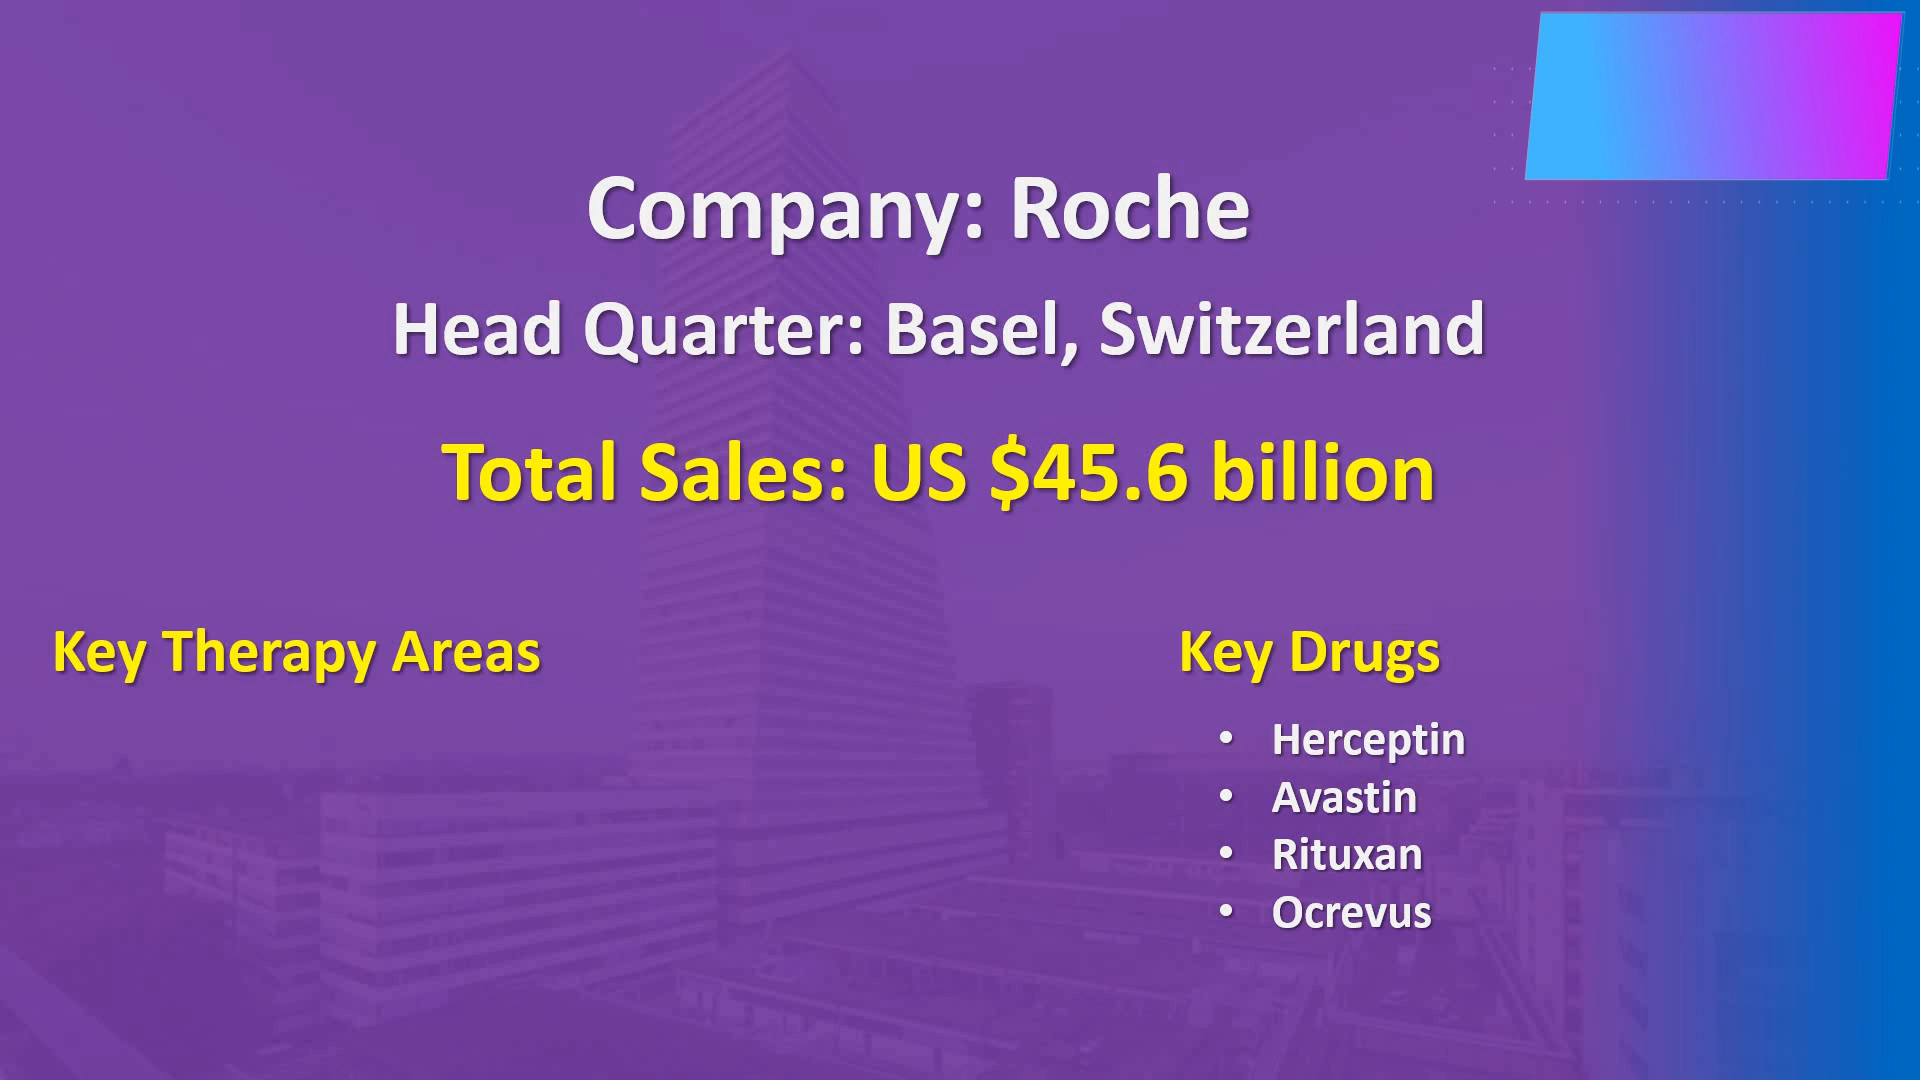 Company: Roche
Head Quarter: Basel, Switzerland
Total Sales: US $45.6 billion
Key Therapy Areas
Key Drugs
• Herceptin
• Avastin
• Rituxan
• Ocrevus